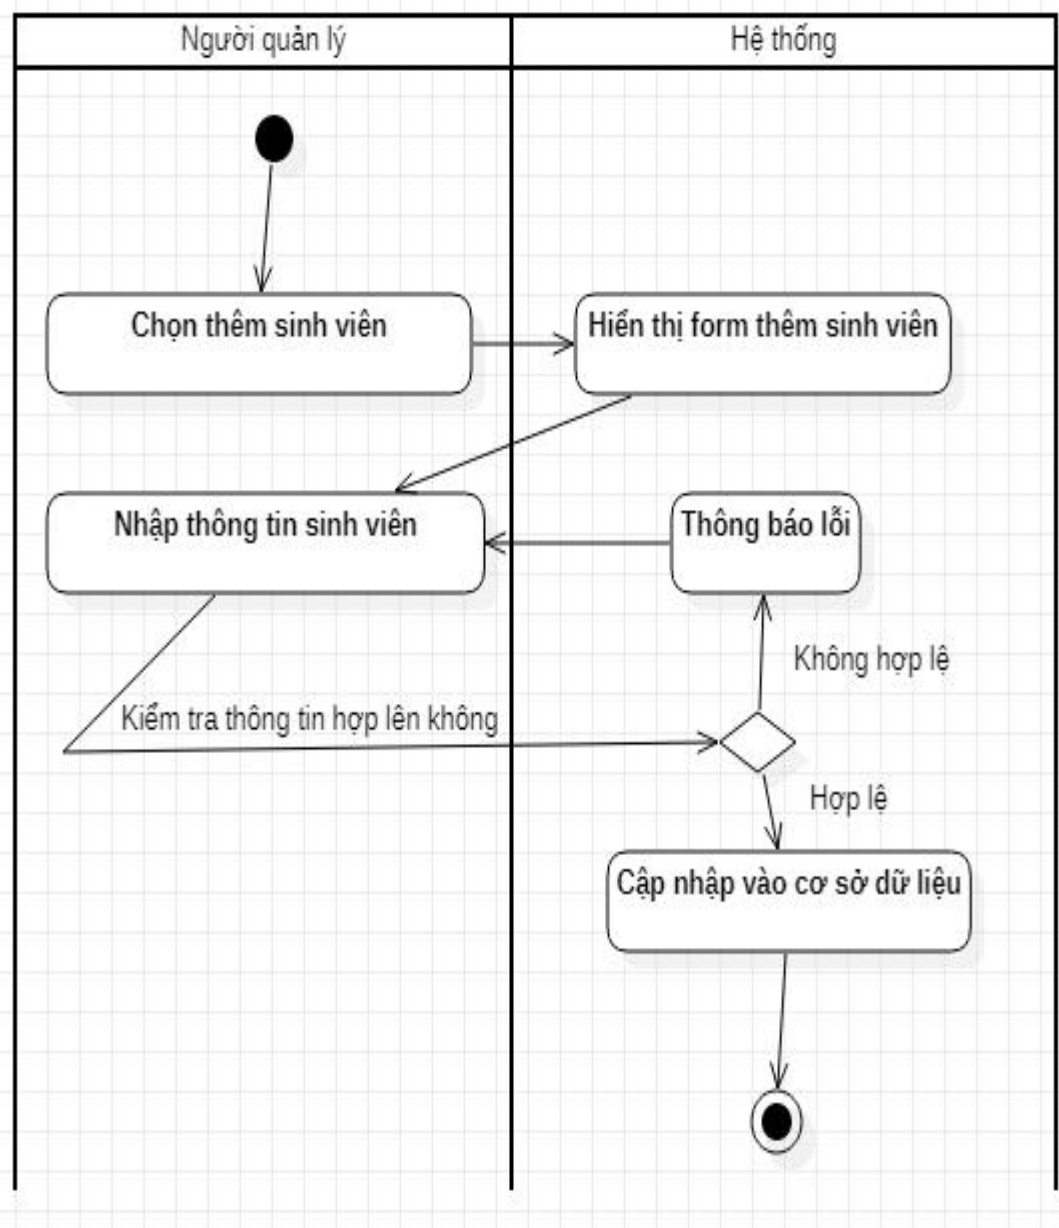 Người quản lý
Hệ thống
Chọn thêm sinh viên
Hiển thị form thêm sinh viên
Nhập thông tin sinh viên
Thông báo lỗi
Không hợp lệ
Kiểm tra thông tin hợp lên không
Hợp lệ
Cập nhập vào cơ sở dữ liệu